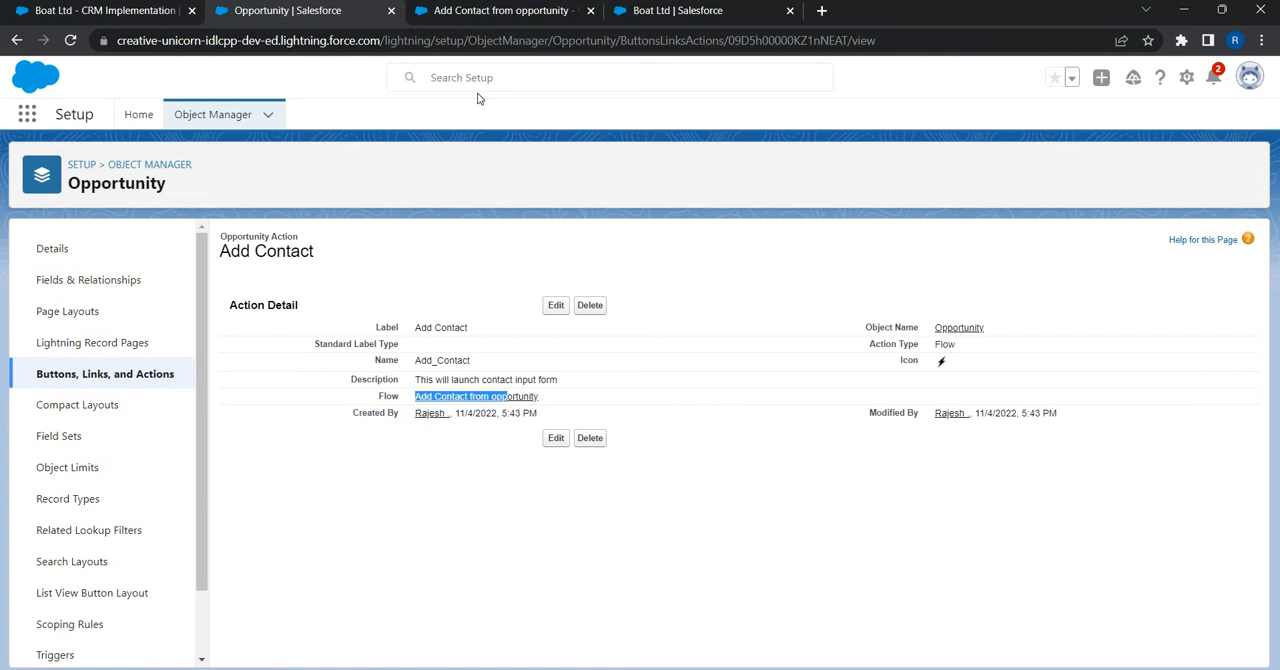 Boat Ltd - CRM Implementation
Opportunity | Salesforce
Add Contact from opportunity -
Boat Ltd | Salesforce
creative-unicorn-idlcpp-dev-ed.lightning.force.com/lightning/setup/ObjectManager/Opportunity/ButtonsLinksActions/09D5h00000KZ1nNEAT/view
R
Search Setup
2
Setup
Home
Object Manager
SETUP > OBJECT MANAGER
Opportunity
Details
Fields & Relationships
Page Layouts
Lightning Record Pages
Buttons, Links, and Actions
Compact Layouts
Field Sets
Object Limits
Record Types
Related Lookup Filters
Search Layouts
List View Button Layout
Scoping Rules
Triggers
Opportunity Action
Add Contact
Help for this Page ?
Action Detail
Edit Delete
Label Add Contact Object Name Opportunity
Standard Label Type Action Type Flow
Name Add_Contact Icon
Description This will launch contact input form
Flow Add Contact from opportunity
Created By Rajesh _, 11/4/2022, 5:43 PM Modified By Rajesh _, 11/4/2022, 5:43 PM
Edit Delete